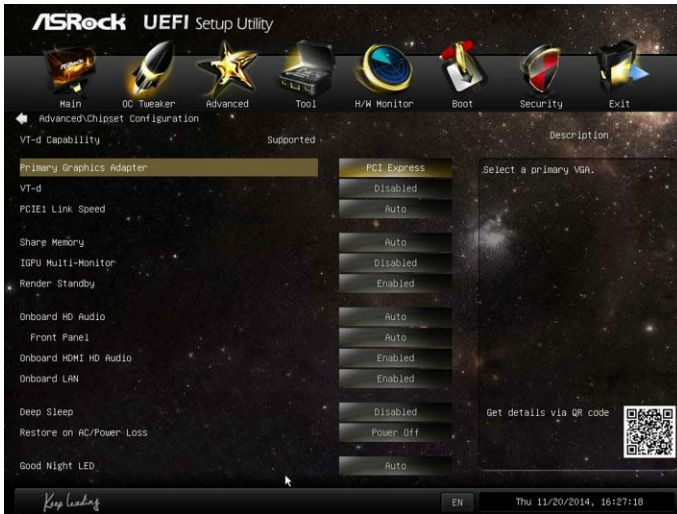 ASRock UEFI Setup Utility
Main OC Tweaker Advanced Tool H/W Monitor Boot Security Exit
Advanced\Chipset Configuration
Description
VT-d Capability Supported
Primary Graphics Adapter PCI Express
Select a primary VGA.
VT-d Disabled
PCIE1 Link Speed Auto
Share Memory Auto
IGPU Multi-Monitor Disabled
Render Standby Enabled
Onboard HD Audio Auto
Front Panel Auto
Onboard HDMI HD Audio Enabled
Onboard LAN Enabled
Deep Sleep Disabled
Get details via QR code
Restore on AC/Power Loss Power Off
Good Night LED Auto
Keep Leading
EN
Thu 11/20/2014, 16:27:18